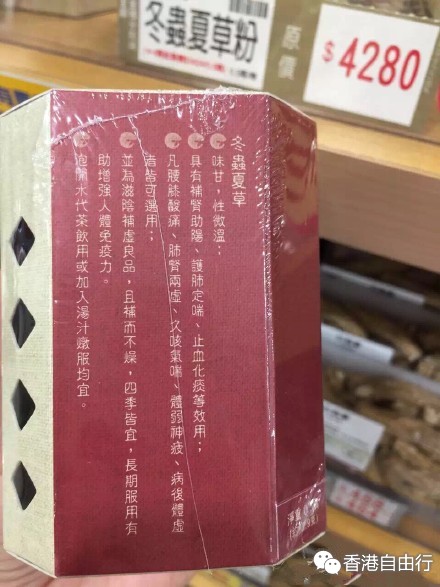 冬蟲夏草粉
原價
$4280
冬蟲夏草
味甘，性微溫；
具有補腎助陽、護肺定喘、止血化痰等效用；
凡腰膝酸痛、肺腎兩虛、久咳氣喘、體弱神疲、病後體虛
者皆可選用；
並為滋陰補虛良品，且補而不燥，四季皆宜，長期服用有
助增強人體免疫力。
泡開水代茶飲用或加入湯汁燉服均宜。
淨重
香港自由行